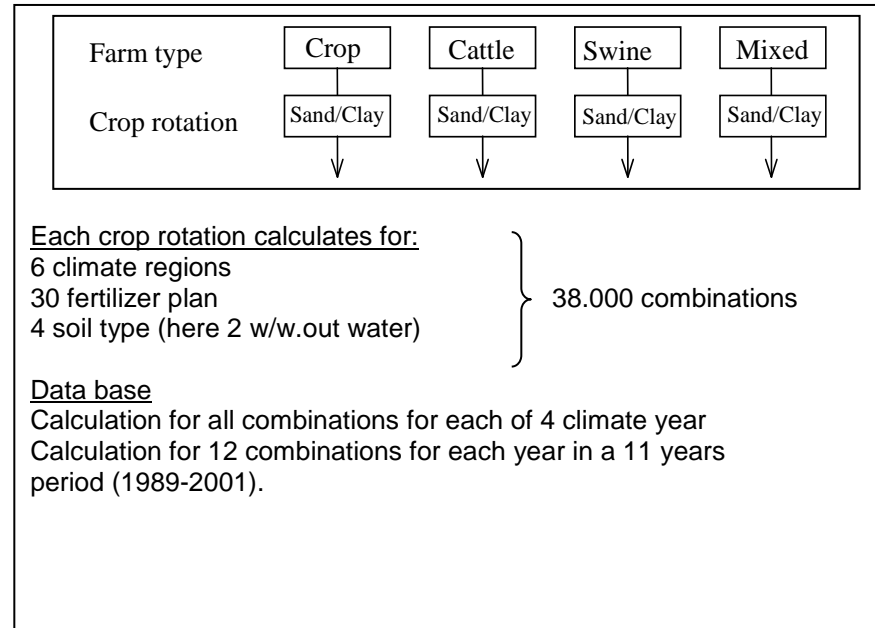 Farm type Crop Cattle Swine Mixed
Crop rotation Sand/Clay Sand/Clay Sand/Clay Sand/Clay
Each crop rotation calculates for:
6 climate regions
30 fertilizer plan
38.000 combinations
4 soil type (here 2 w/w.out water)
Data base
Calculation for all combinations for each of 4 climate year
Calculation for 12 combinations for each year in a 11 years
period (1989-2001).